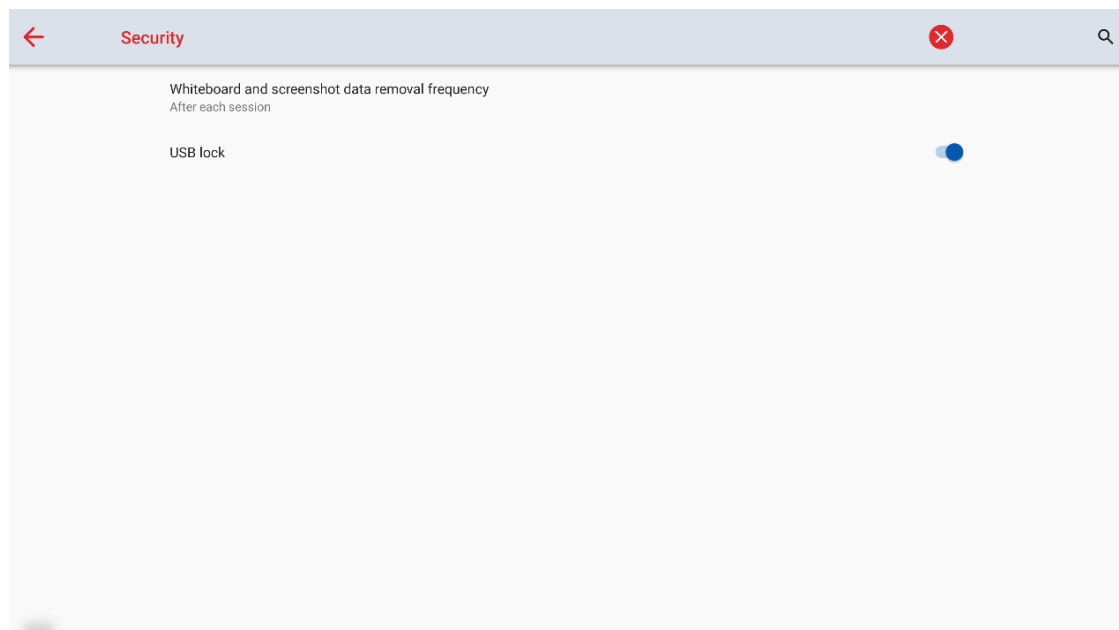 Security
Whiteboard and screenshot data removal frequency
After each session
USB lock